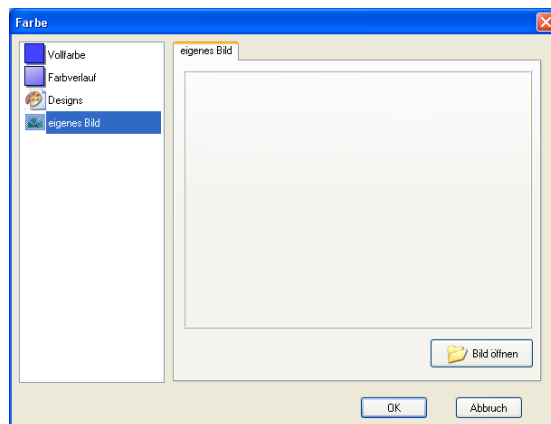 Farbe
Vollfarbe
Farbverlauf
Designs
eigenes Bild
eigenes Bild
Bild öffnen
OK
Abbruch